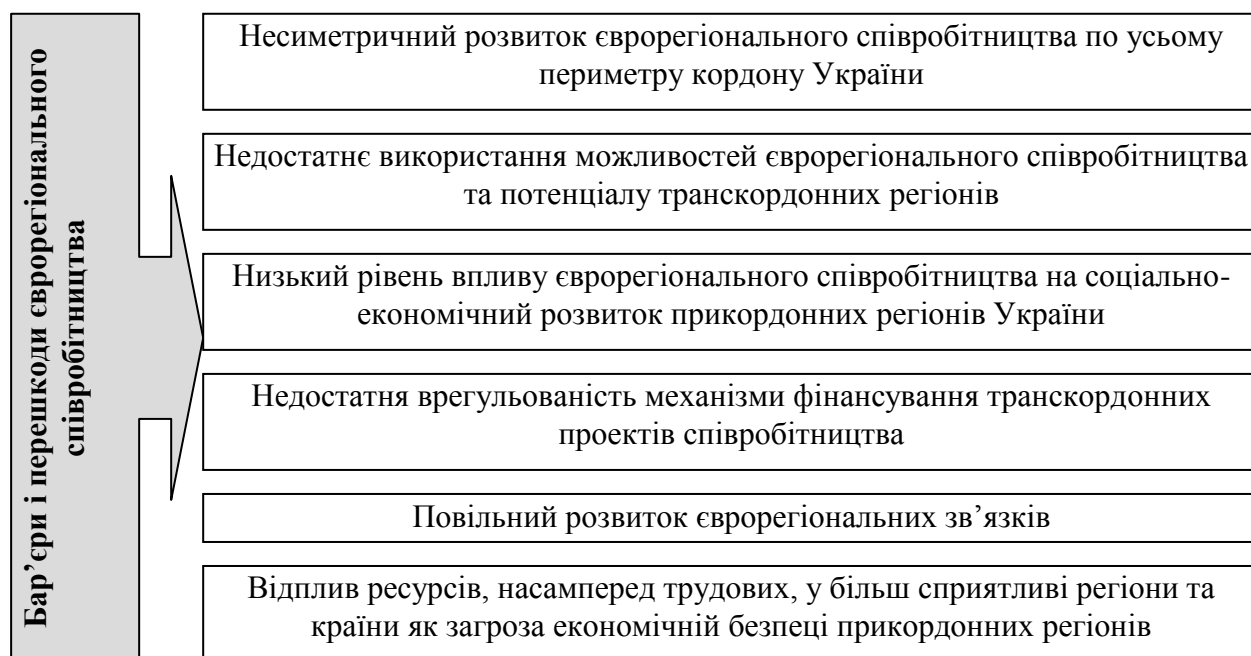 Бар’єри і перешкоди єврорегіонального
співробітництва
Несиметричний розвиток єврорегіонального співробітництва по усьому
периметру кордону України
Недостатнє використання можливостей єврорегіонального співробітництва
та потенціалу транскордонних регіонів
Низький рівень впливу єврорегіонального співробітництва на соціально-
економічний розвиток прикордонних регіонів України
Недостатня врегульованість механізми фінансування транскордонних
проектів співробітництва
Повільний розвиток єврорегіональних зв’язків
Відплив ресурсів, насамперед трудових, у більш сприятливі регіони та
країни як загроза економічній безпеці прикордонних регіонів